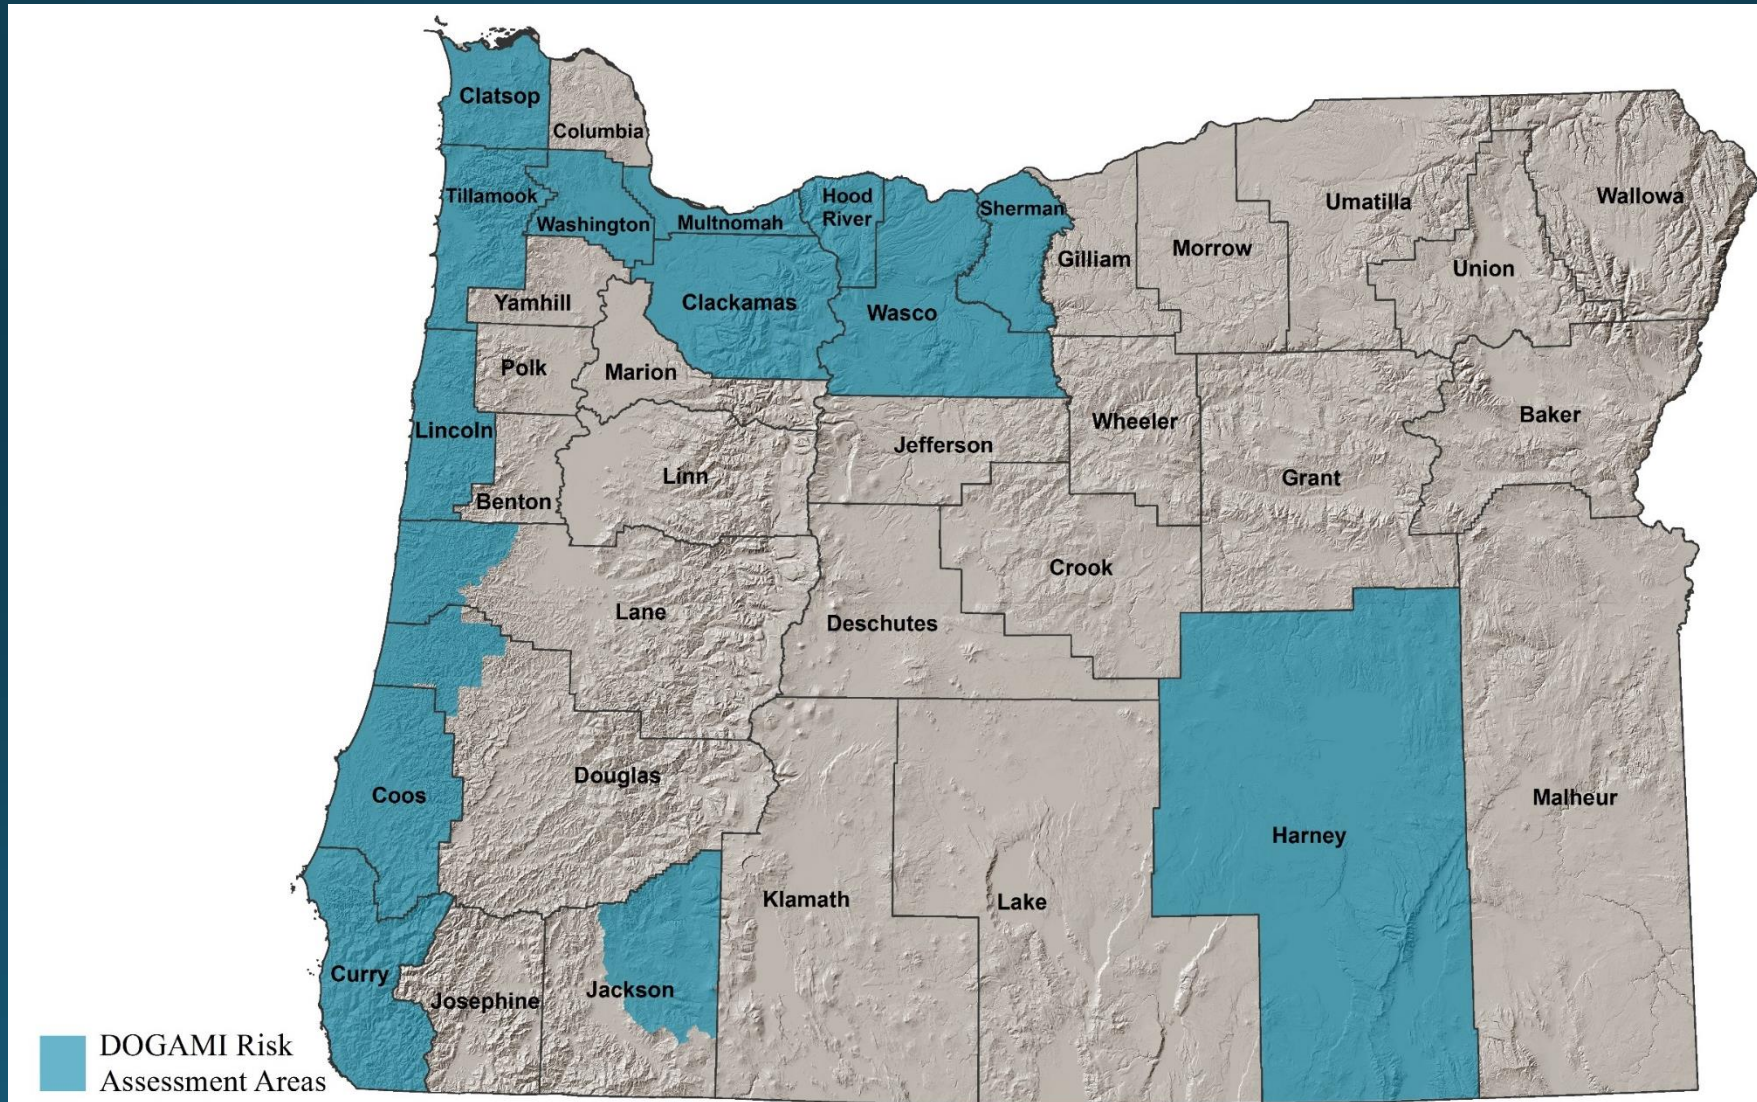 Clatsop
Columbia
Tillamook
Washington
Multnomah
Hood
River
Sherman
Gilliam
Morrow
Umatilla
Union
Wallowa
Yamhill
Clackamas
Wasco
Polk
Marion
Lincoln
Benton
Linn
Jefferson
Wheeler
Grant
Baker
Lane
Deschutes
Crook
Coos
Douglas
Harney
Malheur
Curry
Josephine
Jackson
Klamath
Lake
DOGAMI Risk
Assessment Areas